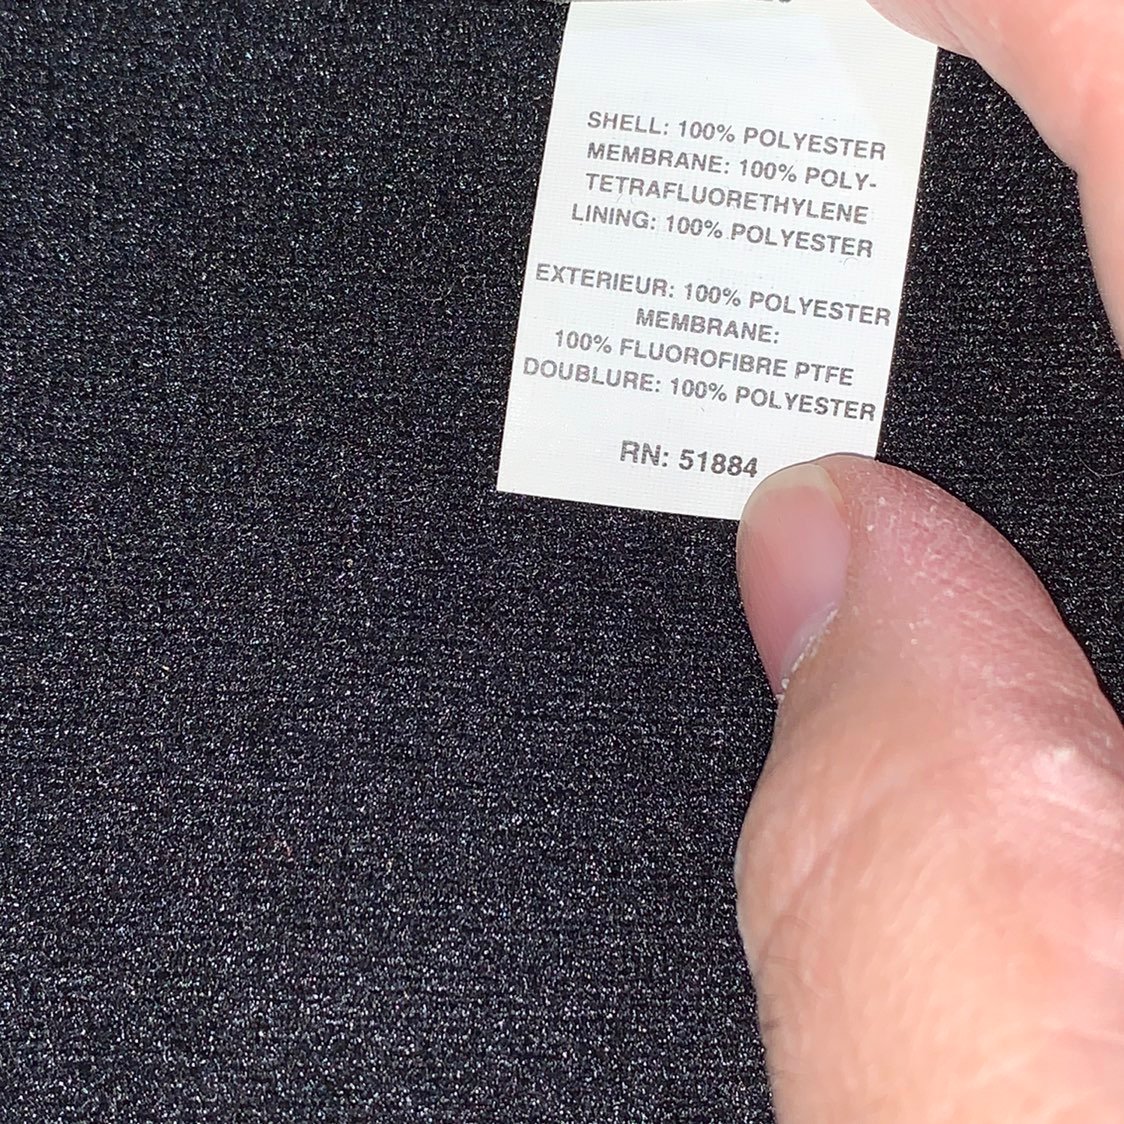 SHELL: 100% POLYESTER
MEMBRANE: 100% POLY-
TETRAFLUORETHYLENE
LINING: 100% POLYESTER
EXTERIEUR: 100% POLYESTER
MEMBRANE:
100% FLUOROFIBRE PTFE
DOUBLURE: 100% POLYESTER
RN: 51884